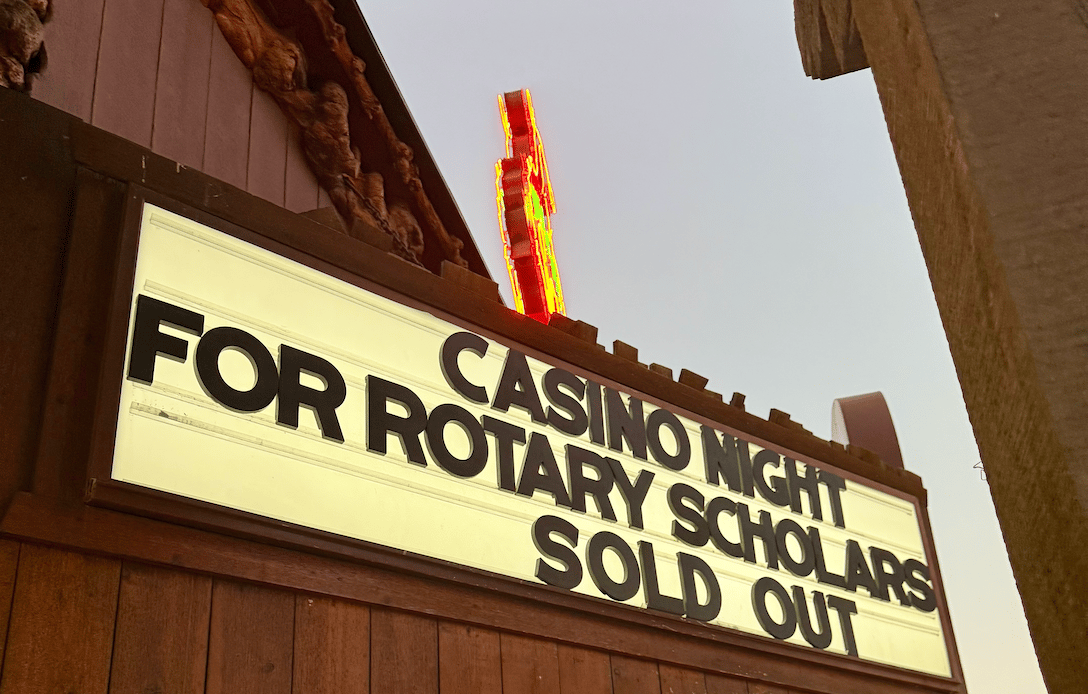 CASINO NIGHT
FOR ROTARY SCHOLARS
SOLD OUT